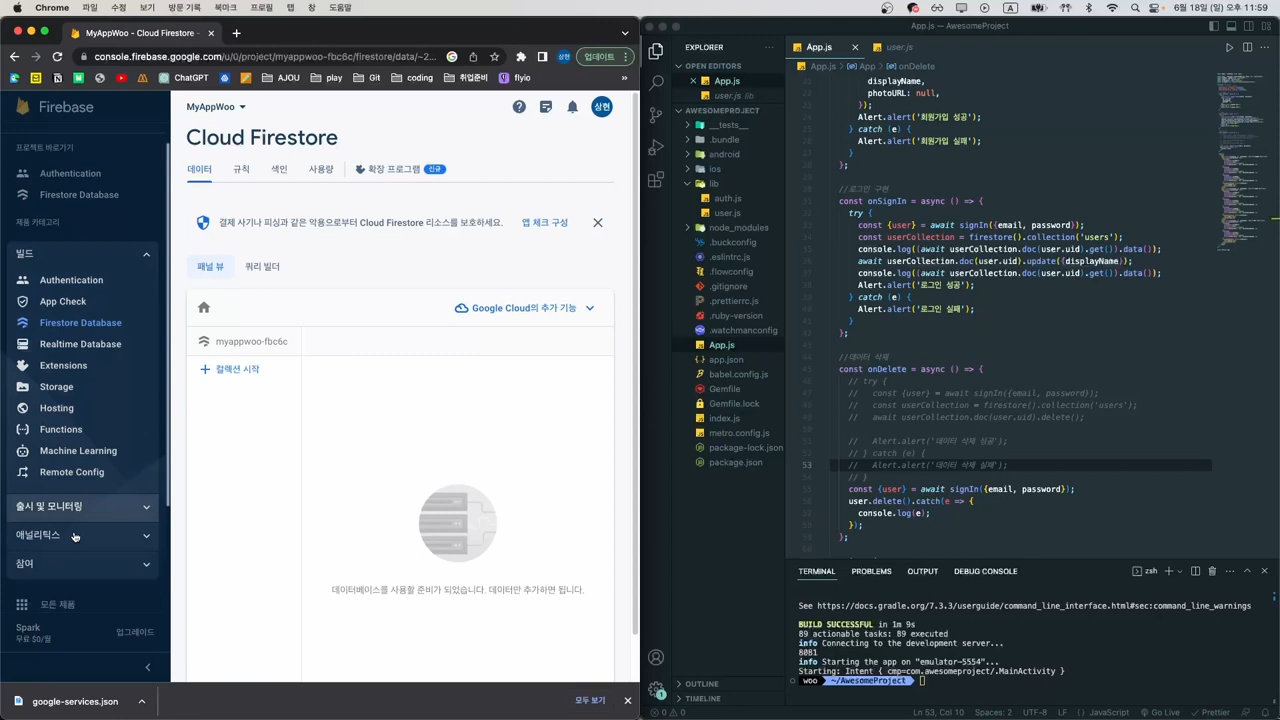 Chrome 파일 수정 보기 방문 기록 북마크 프로필 탭 창 도움말
A
6월 18일 (일) 오 11:59
MyAppWoo - Cloud Firestore -
console.firebase.google.com/u/0/project/myappwoo-fbc6c/firestore/data/~2...
상현
업데이트
ChatGPT
AJOU
play
Git
coding
취업준비
flyio
»
Firebase
프로젝트 바로가기
Authentication
Firestore Database
제품 카테고리
빌드
Authentication
App Check
Firestore Database
Realtime Database
Extensions
Storage
Hosting
Functions
Machine Learning
Remote Config
출시 및 모니터링
애널리틱스
참여
모든 제품
Spark
무료 $0/월
업그레이드
MyAppWoo
상현
Cloud Firestore
데이터
규칙
색인
사용량
확장 프로그램
신규
결제 사기나 피싱과 같은 악용으로부터 Cloud Firestore 리소스를 보호하세요.
앱 체크 구성
패널 뷰
쿼리 빌더
Google Cloud의 추가 기능
myappwoo-fbc6c
+ 컬렉션 시작
데이터베이스를 사용할 준비가 되었습니다. 데이터만 추가하면 됩니다.
google-services.json
모두 보기
App.js — AwesomeProject
EXPLORER
OPEN EDITORS
App.js
user.js lib
AWESOMEPROJECT
__tests__
.bundle
android
ios
lib
auth.js
user.js
node_modules
.buckconfig
.eslintrc.js
.flowconfig
.gitignore
.prettierrc.js
.ruby-version
.watchmanconfig
App.js
app.json
babel.config.js
Gemfile
Gemfile.lock
index.js
metro.config.js
package-lock.json
package.json
OUTLINE
TIMELINE
App.js
user.js
App.js > App > onDelete
displayName,
photoURL: null,
});
Alert.alert('회원가입 성공');
} catch (e) {
Alert.alert('회원가입 실패');
}
};
//로그인 구현
const onSignIn = async () => {
try {
const {user} = await signIn({email, password});
const userCollection = firestore().collection('users');
console.log((await userCollection.doc(user.uid).get()).data());
await userCollection.doc(user.uid).update({displayName});
console.log((await userCollection.doc(user.uid).get()).data());
Alert.alert('로그인 성공');
} catch (e) {
Alert.alert('로그인 실패');
}
};
//데이터 삭제
const onDelete = async () => {
// try {
//   const {user} = await signIn({email, password});
//   const userCollection = firestore().collection('users');
//   await userCollection.doc(user.uid).delete();
//   Alert.alert('데이터 삭제 성공');
// } catch (e) {
53 //   Alert.alert('데이터 삭제 실패');
// }
const {user} = await signIn({email, password});
user.delete().catch(e => {
console.log(e);
});
};
TERMINAL
PROBLEMS
OUTPUT
DEBUG CONSOLE
zsh
See https://docs.gradle.org/7.3.3/userguide/command_line_interface.html#sec:command_line_warnings
BUILD SUCCESSFUL in 1m 9s
89 actionable tasks: 89 executed
info Connecting to the development server...
8081
info Starting the app on "emulator-5554"...
Starting: Intent { cmp=com.awesomeproject/.MainActivity }
woo ~/AwesomeProject
0 0
Ln 53, Col 10
Spaces: 2
UTF-8
LF
{} JavaScript
Go Live
Prettier